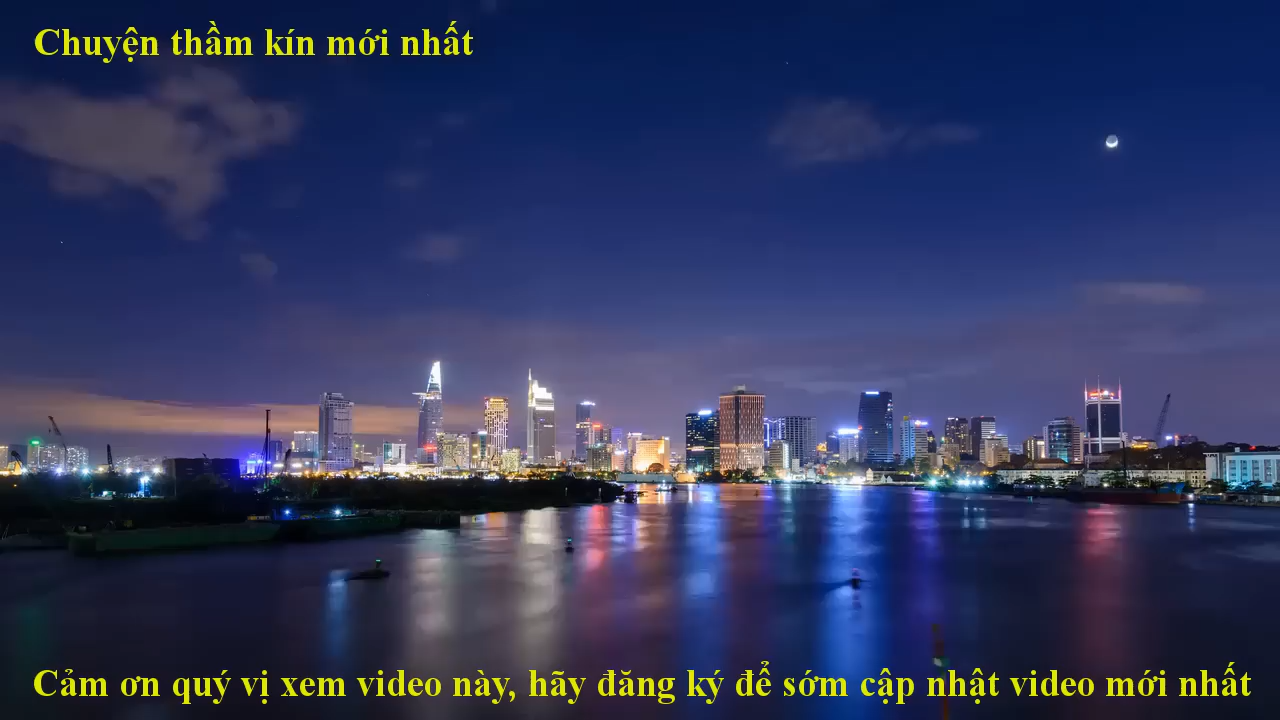 Chuyện thầm kín mới nhất
Cảm ơn quý vị xem video này, hãy đăng ký để sớm cập nhật video mới nhất